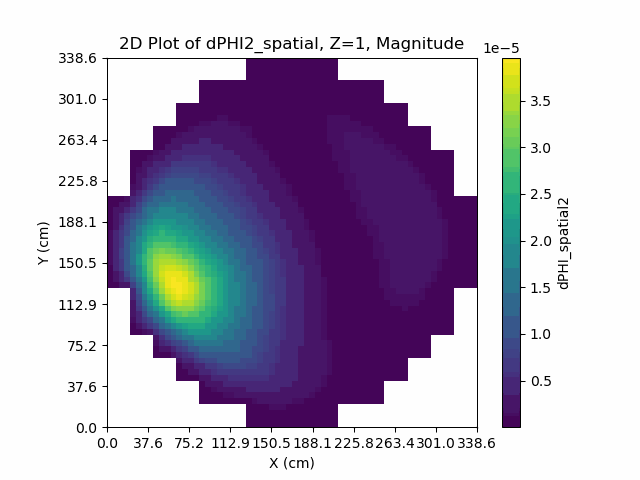 2D Plot of dPHI2_spatial, Z=1, Magnitude
1e−5
338.6
301.0
263.4
225.8
188.1
150.5
112.9
75.2
37.6
0.0
Y (cm)
0.0 37.6 75.2 112.9 150.5 188.1 225.8 263.4 301.0 338.6
X (cm)
3.5
3.0
2.5
2.0
1.5
1.0
0.5
dPHI_spatial2